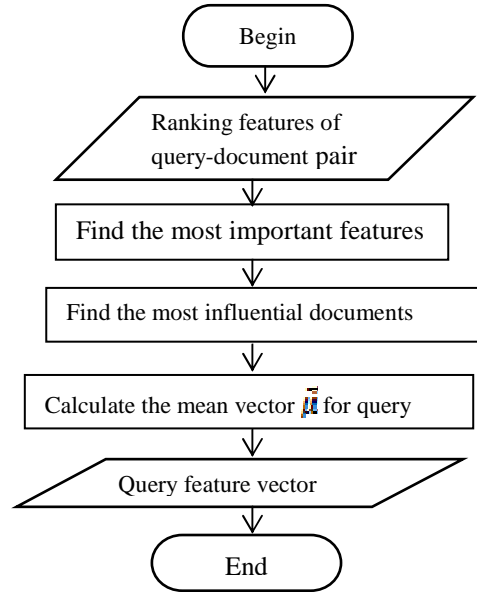 Begin
Ranking features of
query-document pair
Find the most important features
Find the most influential documents
Calculate the mean vector μ̄ for query
Query feature vector
End